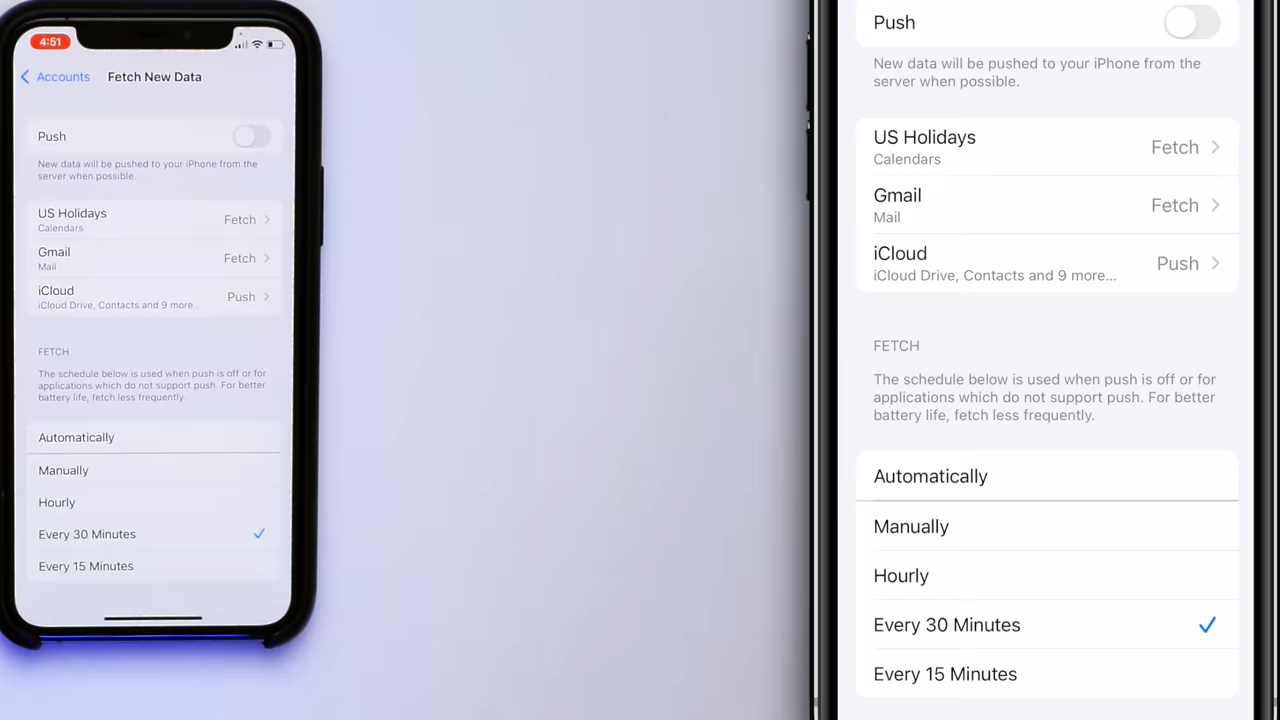 4:51
Accounts
Fetch New Data
Push
New data will be pushed to your iPhone from the
server when possible.
US Holidays
Calendars
Fetch
Gmail
Mail
Fetch
iCloud
iCloud Drive, Contacts and 9 more...
Push
FETCH
The schedule below is used when push is off or for
applications which do not support push. For better
battery life, fetch less frequently.
Automatically
Manually
Hourly
Every 30 Minutes
Every 15 Minutes
Push
New data will be pushed to your iPhone from the
server when possible.
US Holidays
Calendars
Fetch
Gmail
Mail
Fetch
iCloud
iCloud Drive, Contacts and 9 more...
Push
FETCH
The schedule below is used when push is off or for
applications which do not support push. For better
battery life, fetch less frequently.
Automatically
Manually
Hourly
Every 30 Minutes
Every 15 Minutes